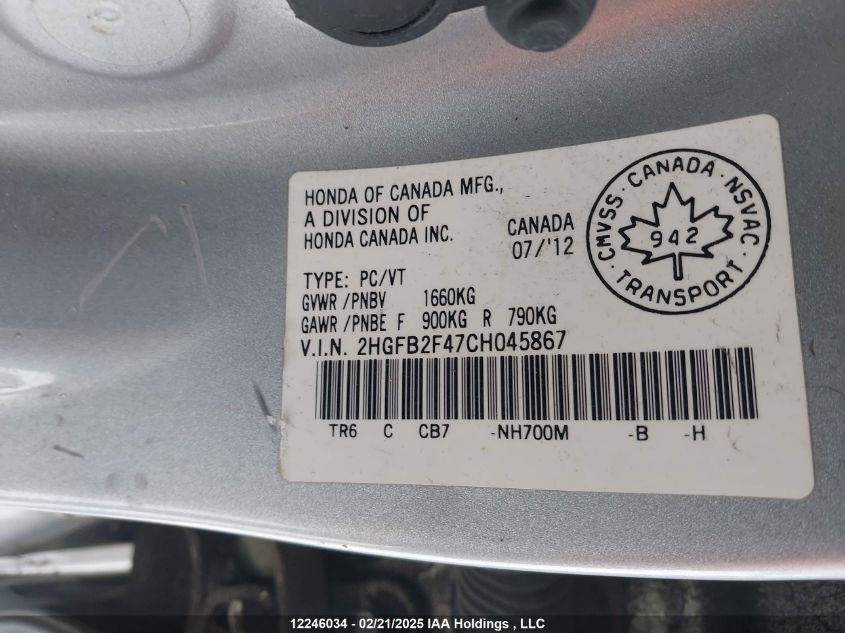 HONDA OF CANADA MFG.,
A DIVISION OF
HONDA CANADA INC.
CANADA
07/'12
CMVSS · CANADA · NSVAC · TRANSPORT ·
942
TYPE: PC/VT
GVWR /PNBV 1660KG
GAWR /PNBE F 900KG R 790KG
V.I.N. 2HGFB2F47CH045867
TR6 C CB7 -NH700M -B -H
12246034 - 02/21/2025 IAA Holdings , LLC